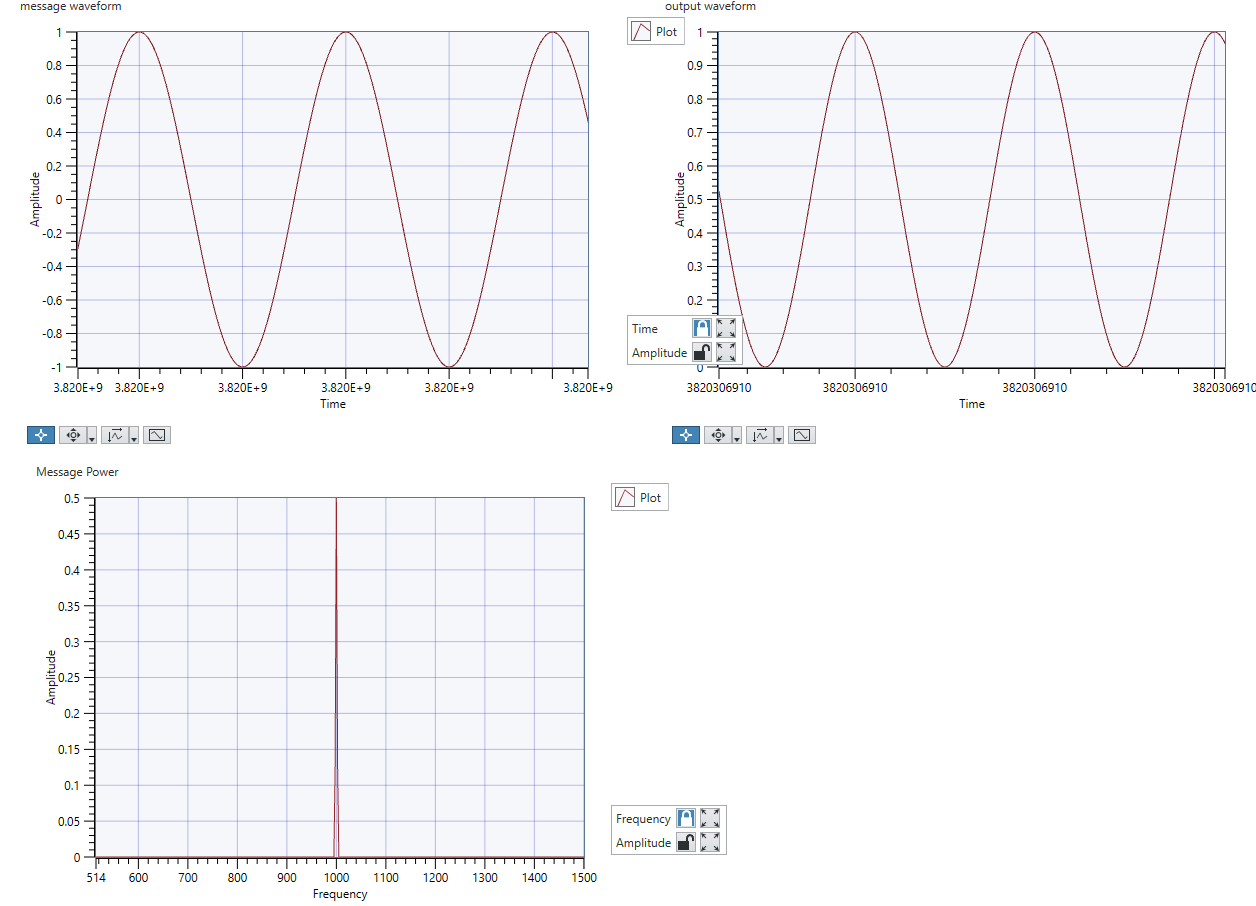 message waveform
output waveform
Plot
1
0.8
0.6
0.4
0.2
0
-0.2
-0.4
-0.6
-0.8
-1
Amplitude
3.820E+9 3.820E+9 3.820E+9 3.820E+9 3.820E+9 3.820E+9
Time
1
0.9
0.8
0.7
0.6
0.5
0.4
0.3
0.2
0
Amplitude
Time
Amplitude
3820306910 3820306910 3820306910 3820306910
Time
Message Power
Plot
0.5
0.45
0.4
0.35
0.3
0.25
0.2
0.15
0.1
0.05
0
Amplitude
514 600 700 800 900 1000 1100 1200 1300 1400 1500
Frequency
Frequency
Amplitude